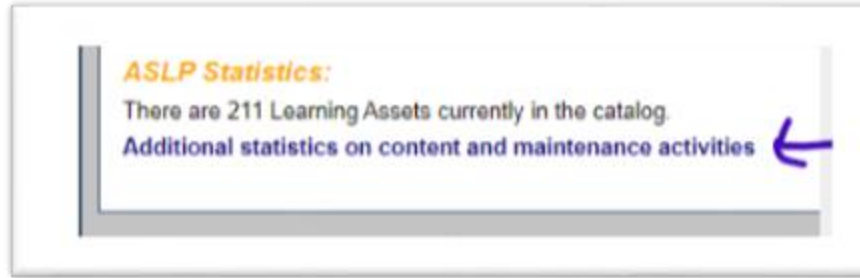 ASLP Statistics:
There are 211 Learning Assets currently in the catalog.
Additional statistics on content and maintenance activities